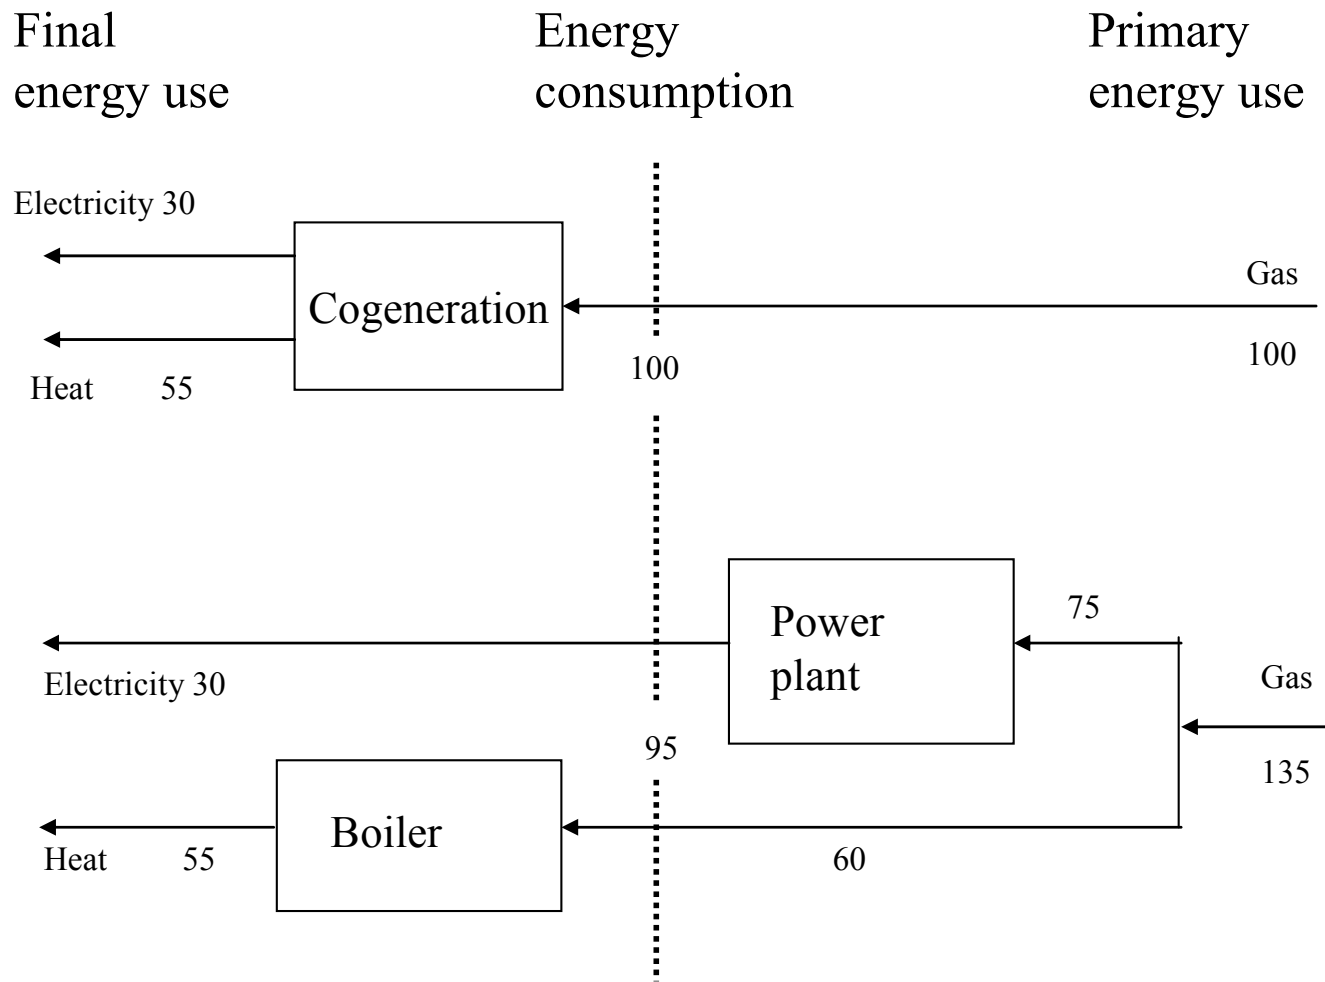 Final
energy use
Energy
consumption
Primary
energy use
Electricity 30
Cogeneration
Gas
100
100
Heat 55
Power
plant
75
Electricity 30
Gas
95
135
Boiler
Heat 55
60